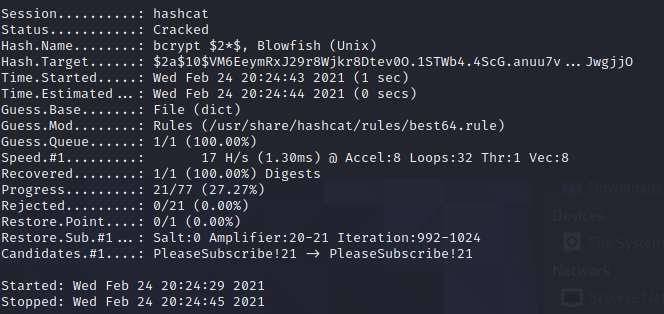 Session..........: hashcat
Status...........: Cracked
Hash.Name........: bcrypt $2*$, Blowfish (Unix)
Hash.Target......: $2a$10$VM6EeymRxJ29r8Wjkr8Dtev0O.1STWb4.4ScG.anuu7v...JwgjjO
Time.Started.....: Wed Feb 24 20:24:43 2021 (1 sec)
Time.Estimated...: Wed Feb 24 20:24:44 2021 (0 secs)
Guess.Base.......: File (dict)
Guess.Mod........: Rules (/usr/share/hashcat/rules/best64.rule)
Guess.Queue......: 1/1 (100.00%)
Speed.#1.........:       17 H/s (1.30ms) @ Accel:8 Loops:32 Thr:1 Vec:8
Recovered........: 1/1 (100.00%) Digests
Progress.........: 21/77 (27.27%)
Rejected.........: 0/21 (0.00%)
Restore.Point....: 0/1 (0.00%)
Restore.Sub.#1...: Salt:0 Amplifier:20-21 Iteration:992-1024
Candidates.#1....: PleaseSubscribe!21 -> PleaseSubscribe!21
Started: Wed Feb 24 20:24:29 2021
Stopped: Wed Feb 24 20:24:45 2021
Downloads
Devices
File System
Network
Browse Net